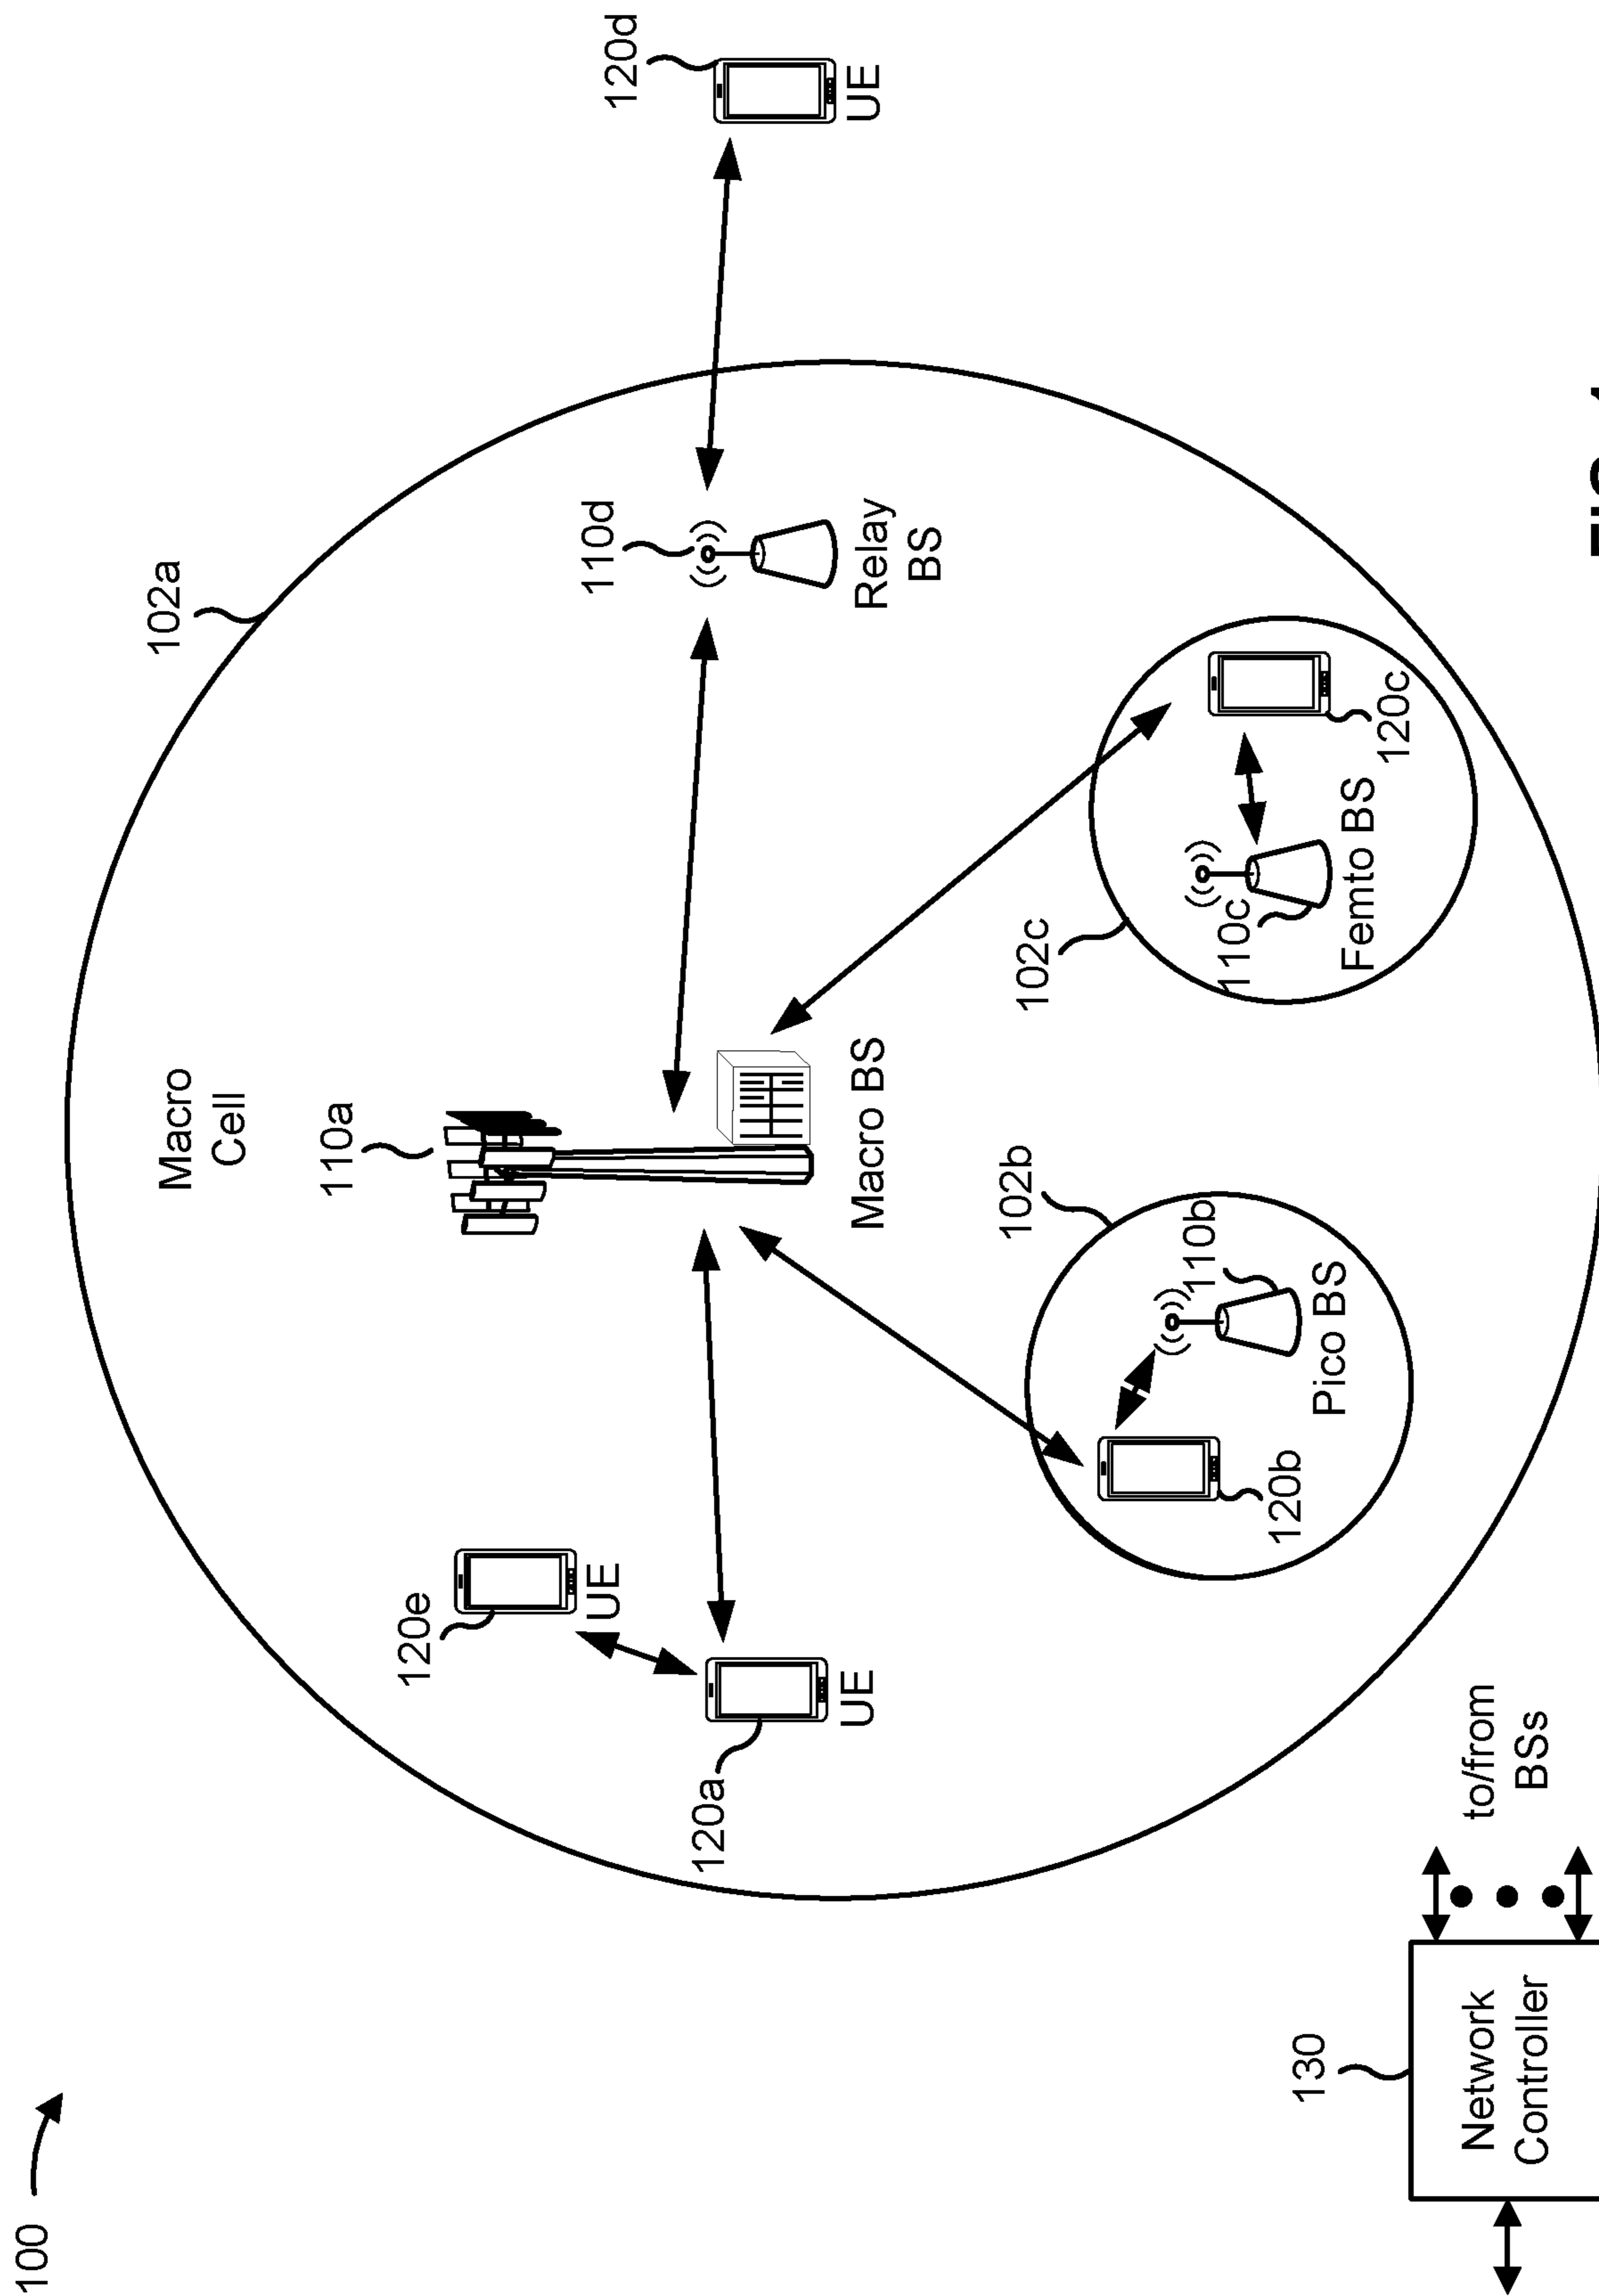 100
102a
Macro
Cell
110a
120d
UE
110d
Relay
BS
120e
UE
120a
UE
Macro BS
102b
110b
Pico BS
120b
102c
110c
Femto BS
120c
130
Network
Controller
to/from
BSs